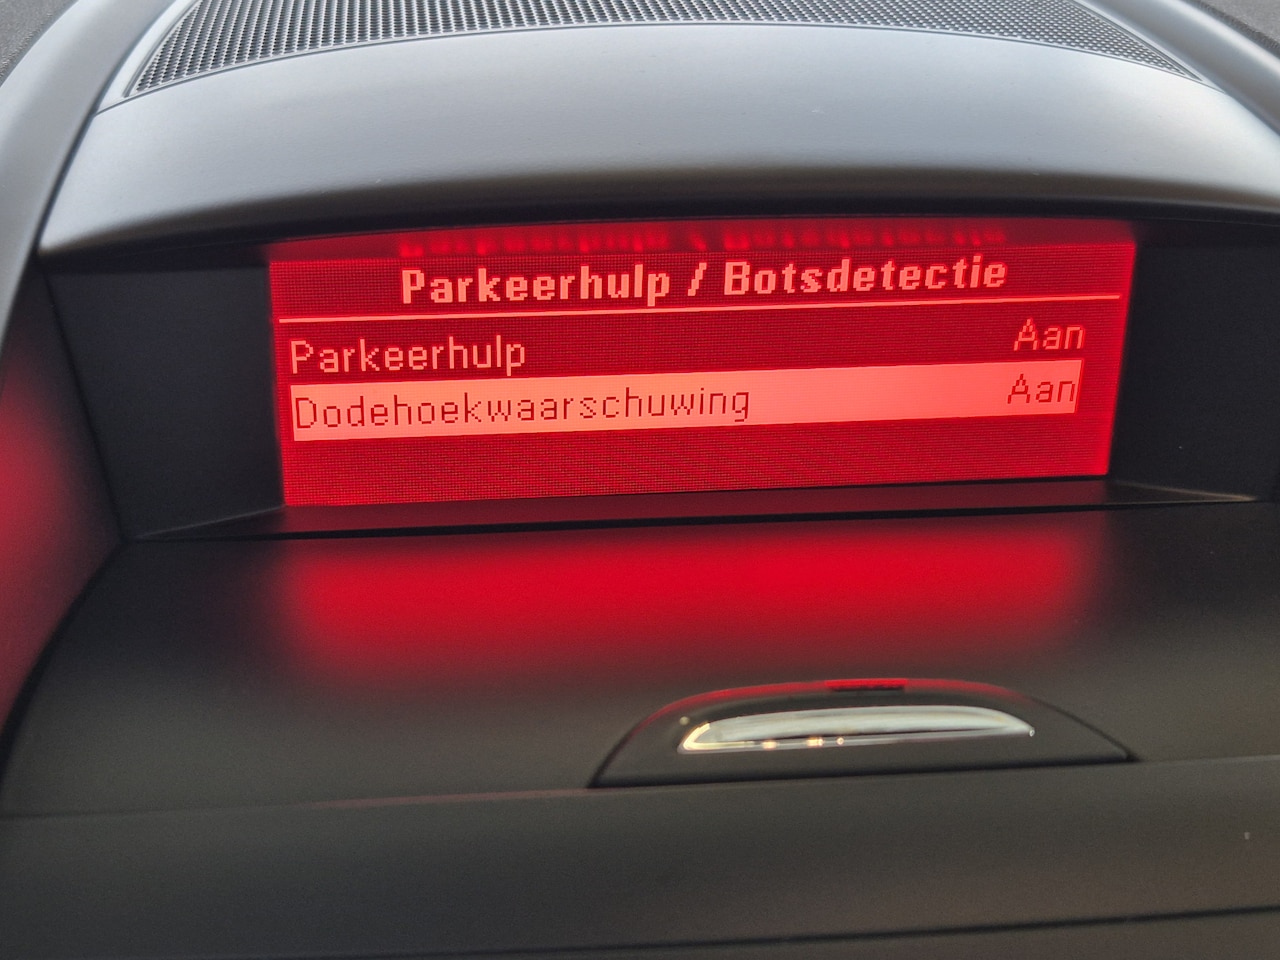 Parkeerhulp / Botsdetectie
Parkeerhulp Aan
Dodehoekwaarschuwing Aan